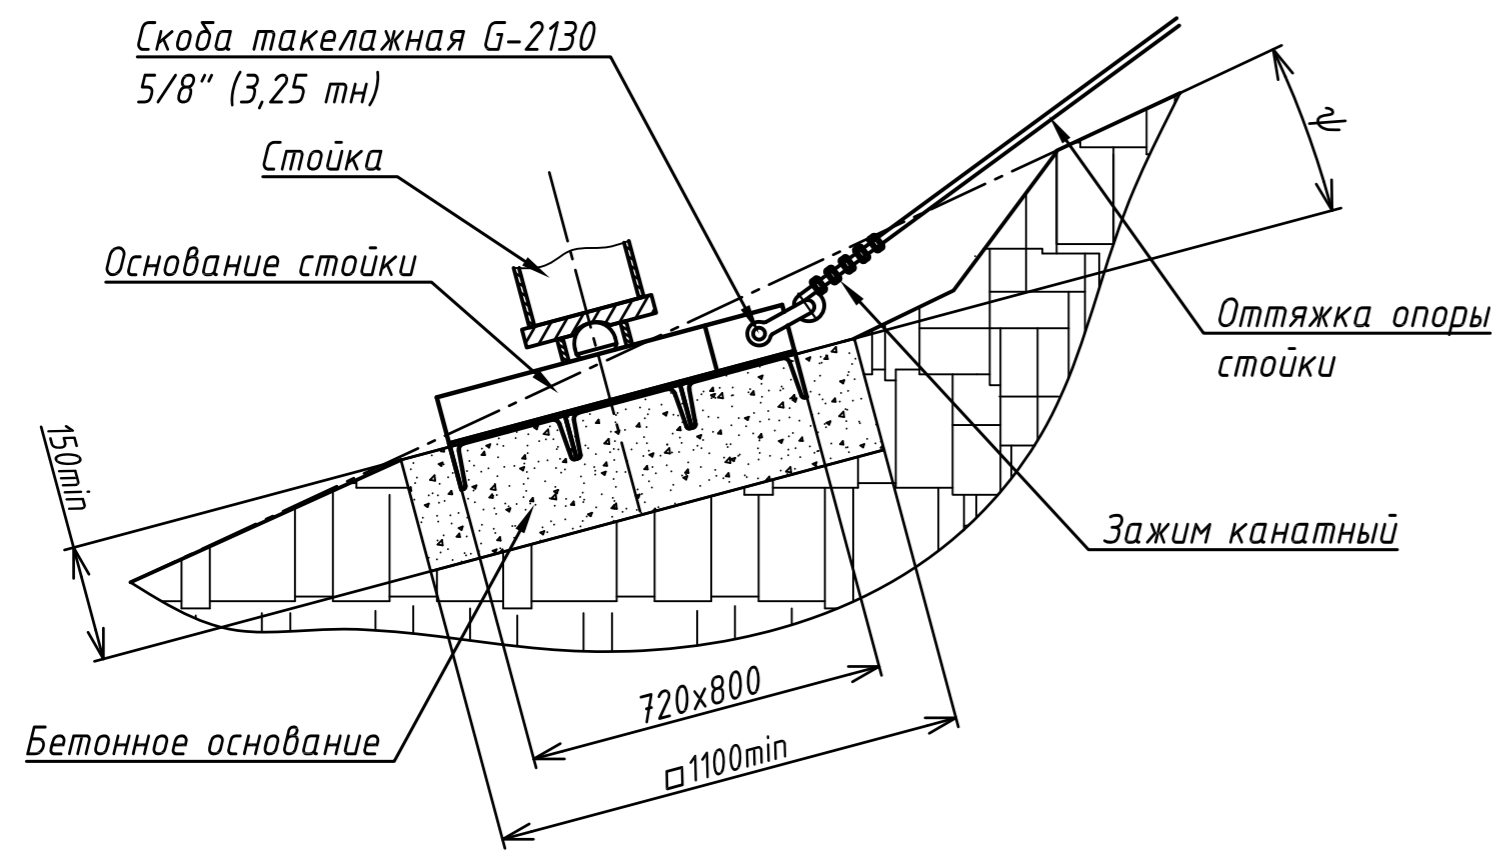 Скоба такелажная G-2130
5/8" (3,25 тн)
Стойка
Основание стойки
ψ
Оттяжка опоры
стойки
150min
Зажим канатный
720x800
Бетонное основание
□1100min